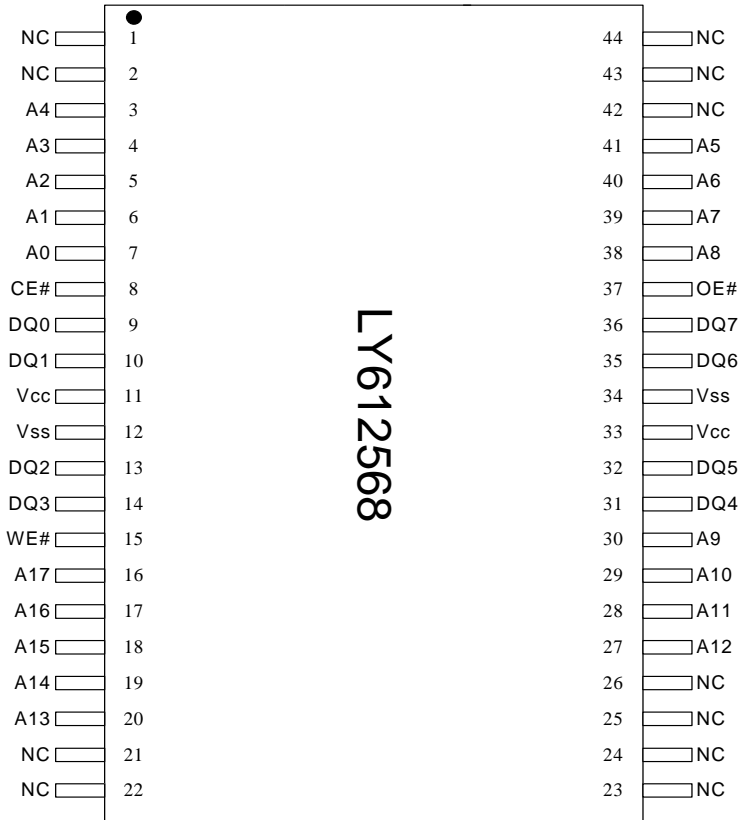 NC 1 44 NC
NC 2 43 NC
A4 3 42 NC
A3 4 41 A5
A2 5 40 A6
A1 6 39 A7
A0 7 38 A8
CE# 8 37 OE#
DQ0 9 36 DQ7
DQ1 10 35 DQ6
Vcc 11 34 Vss
Vss 12 33 Vcc
DQ2 13 32 DQ5
DQ3 14 31 DQ4
WE# 15 30 A9
A17 16 29 A10
A16 17 28 A11
A15 18 27 A12
A14 19 26 NC
A13 20 25 NC
NC 21 24 NC
NC 22 23 NC
LY612568